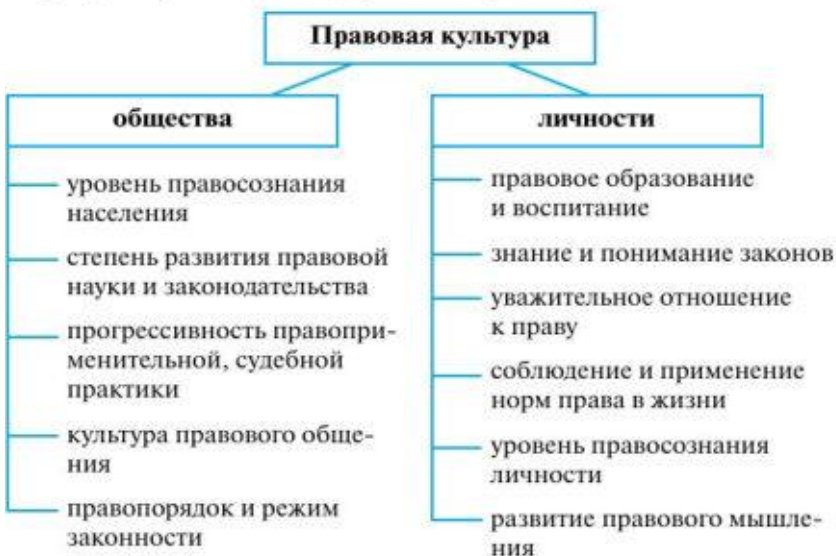 Правовая культура
общества
уровень правосознания
населения
степень развития правовой
науки и законодательства
прогрессивность правопри-
менительной, судебной
практики
культура правового обще-
ния
правопорядок и режим
законности
личности
правовое образование
и воспитание
знание и понимание законов
уважительное отношение
к праву
соблюдение и применение
норм права в жизни
уровень правосознания
личности
развитие правового мышле-
ния